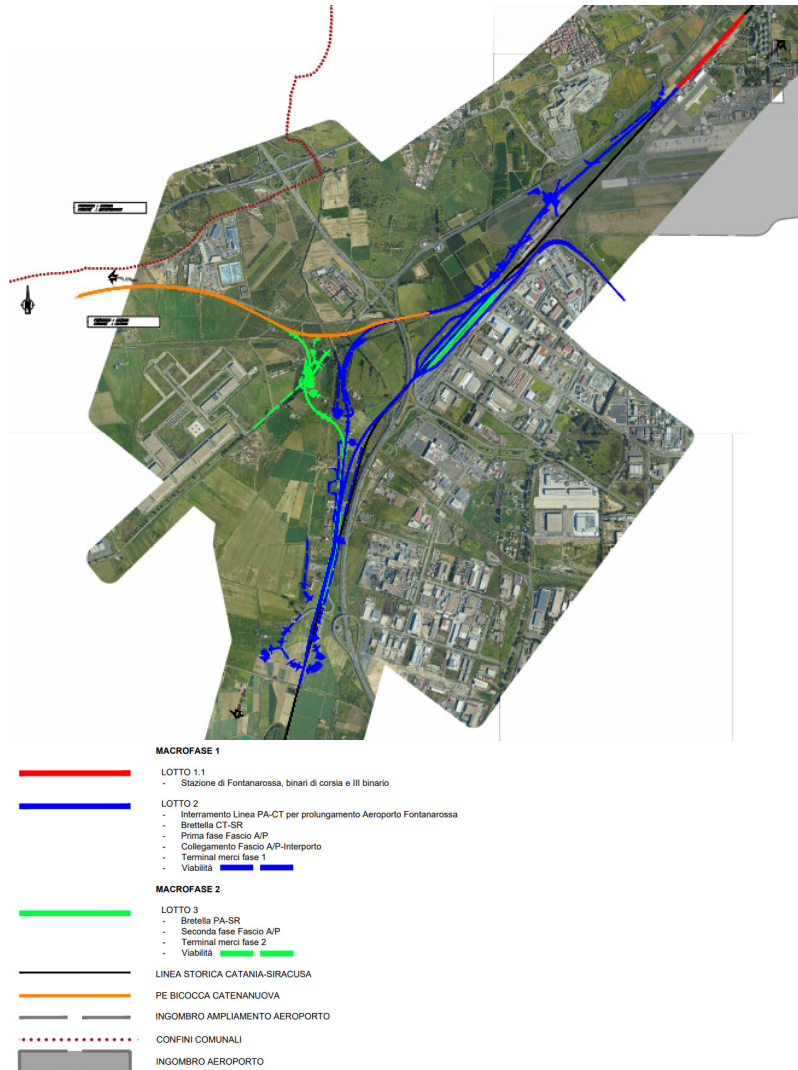 MACROFASE 1
LOTTO 1.1
- Stazione di Fontanarossa, binari di corsia e III binario
LOTTO 2
- Interramento Linea PA-CT per prolungamento Aeroporto Fontanarossa
- Brettella CT-SR
- Prima fase Fascio A/P
- Collegamento Fascio A/P-Interporto
- Terminal merci fase 1
- Viabilità
MACROFASE 2
LOTTO 3
- Bretella PA-SR
- Seconda fase Fascio A/P
- Terminal merci fase 2
- Viabilità
LINEA STORICA CATANIA-SIRACUSA
PE BICOCCA CATENANUOVA
INGOMBRO AMPLIAMENTO AEROPORTO
CONFINI COMUNALI
INGOMBRO AEROPORTO